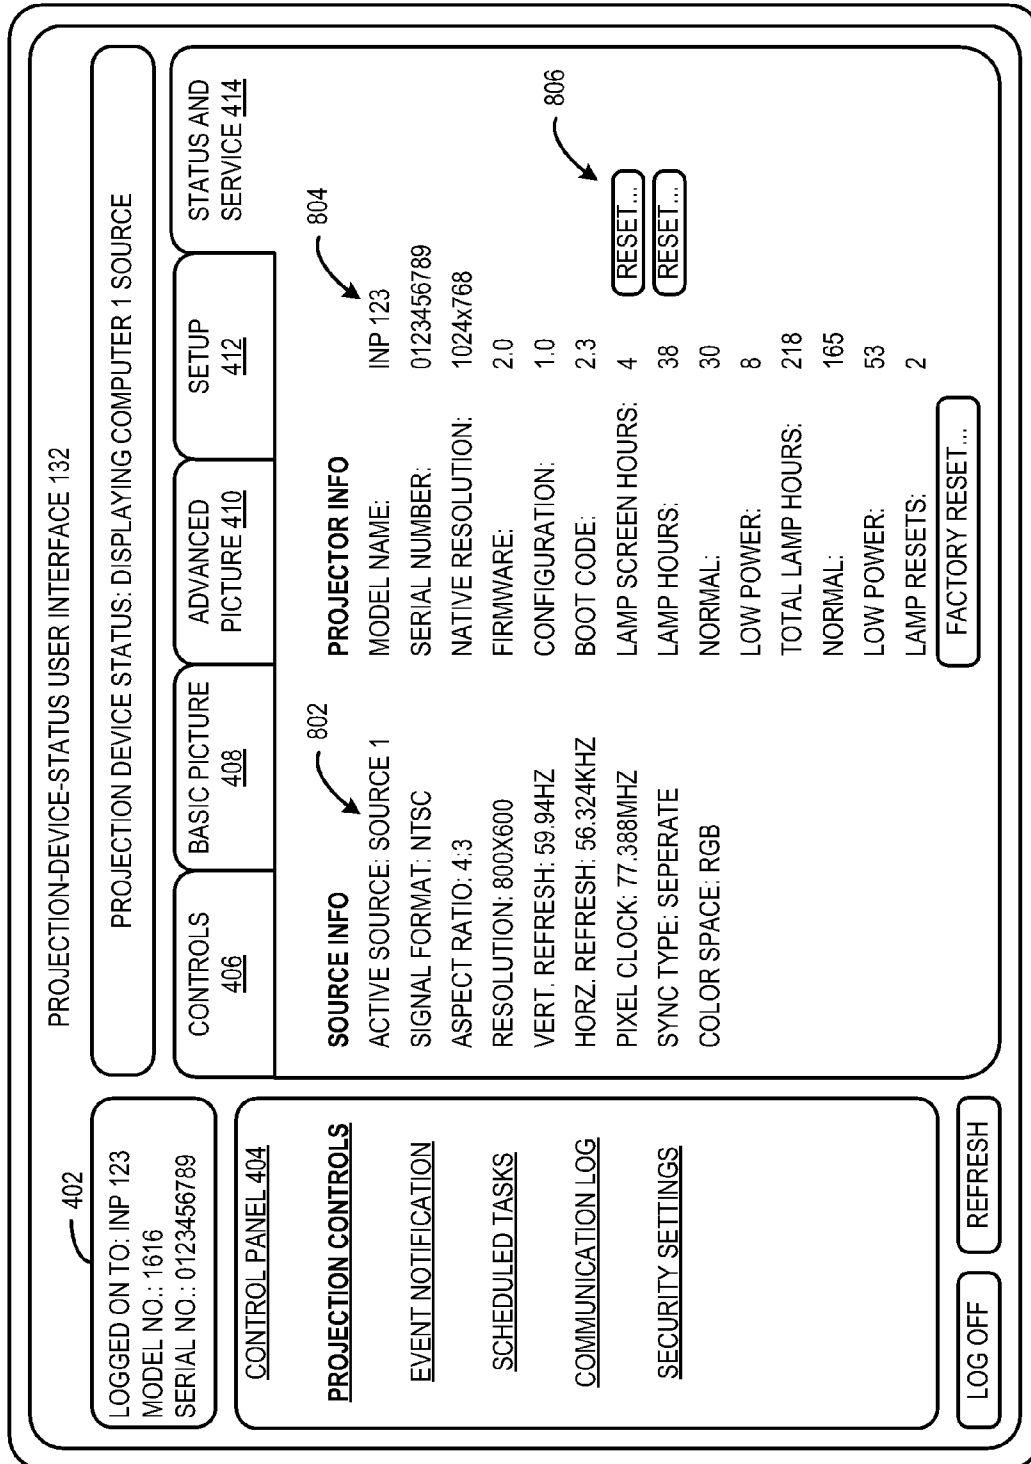 PROJECTION-DEVICE-STATUS USER INTERFACE 132
402
LOGGED ON TO: INP 123
MODEL NO.: 1616
SERIAL NO.: 0123456789
PROJECTION DEVICE STATUS: DISPLAYING COMPUTER 1 SOURCE
CONTROL PANEL 404
PROJECTION CONTROLS
EVENT NOTIFICATION
SCHEDULED TASKS
COMMUNICATION LOG
SECURITY SETTINGS
LOG OFF
REFRESH
CONTROLS
406
BASIC PICTURE
408
ADVANCED
PICTURE 410
SETUP
412
STATUS AND
SERVICE 414
SOURCE INFO
802
ACTIVE SOURCE: SOURCE 1
SIGNAL FORMAT: NTSC
ASPECT RATIO: 4:3
RESOLUTION: 800X600
VERT. REFRESH: 59.94HZ
HORZ. REFRESH: 56.324KHZ
PIXEL CLOCK: 77.388MHZ
SYNC TYPE: SEPERATE
COLOR SPACE: RGB
PROJECTOR INFO
804
MODEL NAME: INP 123
SERIAL NUMBER: 0123456789
NATIVE RESOLUTION: 1024x768
FIRMWARE: 2.0
CONFIGURATION: 1.0
BOOT CODE: 2.3
806
LAMP SCREEN HOURS: 4 RESET...
LAMP HOURS: 38 RESET...
NORMAL: 30
LOW POWER: 8
TOTAL LAMP HOURS: 218
NORMAL: 165
LOW POWER: 53
LAMP RESETS: 2
FACTORY RESET...